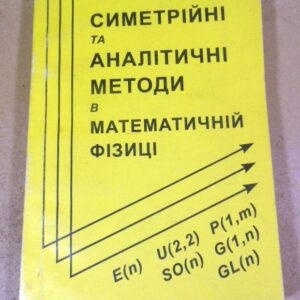 СИМЕТРІЙНІ
ТА
АНАЛІТИЧНІ
МЕТОДИ
В
МАТЕМАТИЧНІЙ
ФІЗИЦІ
E(n) U(2,2) P(1,m)
SO(n) G(1,n)
GL(n)